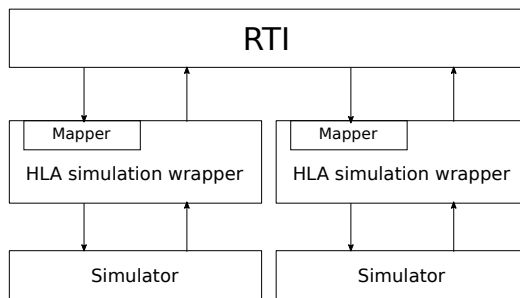 RTI
Mapper
HLA simulation wrapper
Simulator
Mapper
HLA simulation wrapper
Simulator